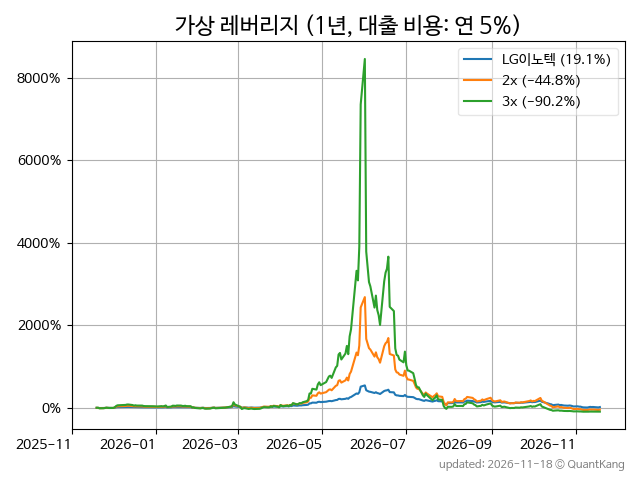 가상 레버리지 (1년, 대출 비용: 연 5%)
LG이노텍 (19.1%)
2x (-44.8%)
3x (-90.2%)
8000%
6000%
4000%
2000%
0%
2025-11 2026-01 2026-03 2026-05 2026-07 2026-09 2026-11
updated: 2026-11-18 © QuantKang